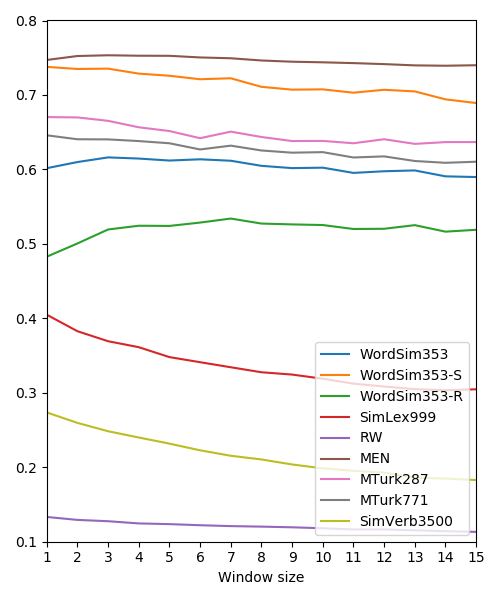 0.8
0.7
0.6
0.5
0.4
0.3
0.2
0.1
WordSim353
WordSim353-S
WordSim353-R
SimLex999
RW
MEN
MTurk287
MTurk771
SimVerb3500
1 2 3 4 5 6 7 8 9 10 11 12 13 14 15
Window size